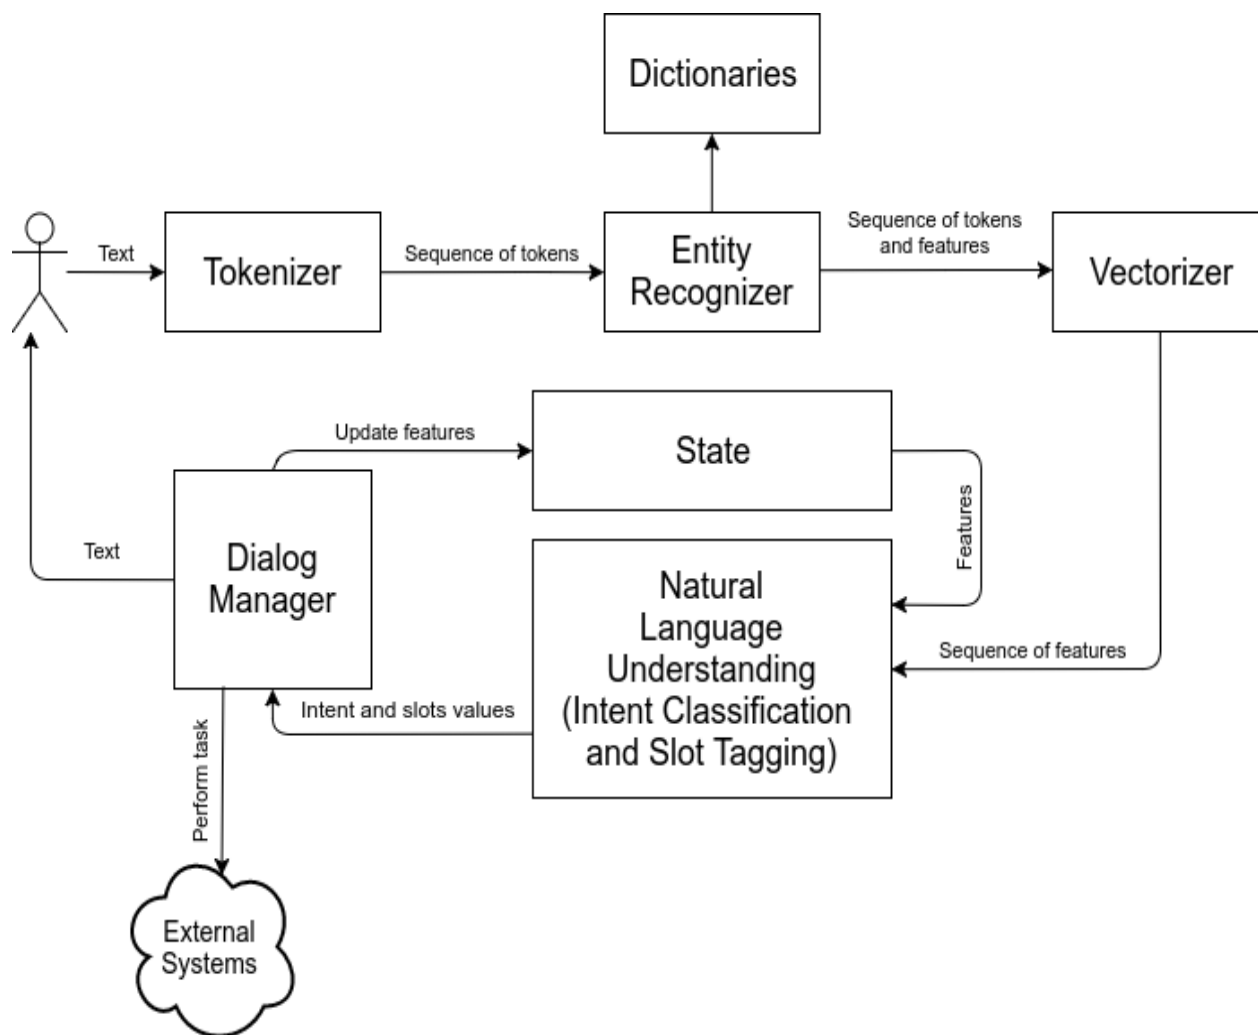 Dictionaries
Text
Tokenizer
Sequence of tokens
Entity
Recognizer
Sequence of tokens
and features
Vectorizer
Update features
State
Features
Text
Dialog
Manager
Natural
Language
Understanding
(Intent Classification
and Slot Tagging)
Sequence of features
Intent and slots values
Perform task
External
Systems